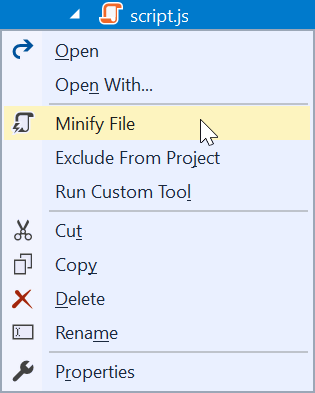 script.js
Open
Open With...
Minify File
Exclude From Project
Run Custom Tool
Cut
Copy
Delete
Rename
Properties